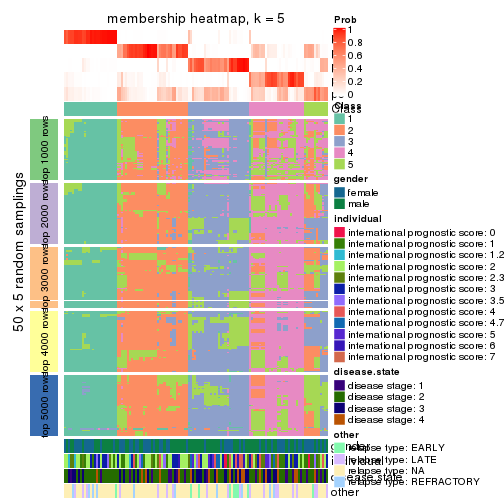 membership heatmap, k = 5
50 x 5 random samplings
top 1000 rows
top 2000 rows
top 3000 rows
top 4000 rows
top 5000 rows
Class
gender
individual
disease.state
other
Prob
1
0.8
0.6
0.4
0.2
0
Class
1
2
3
4
5
gender
female
male
individual
international prognostic score: 0
international prognostic score: 1
international prognostic score: 1.2
international prognostic score: 2
international prognostic score: 2.3
international prognostic score: 3
international prognostic score: 3.5
international prognostic score: 4
international prognostic score: 4.7
international prognostic score: 5
international prognostic score: 6
international prognostic score: 7
disease.state
disease stage: 1
disease stage: 2
disease stage: 3
disease stage: 4
other
relapse type: EARLY
relapse type: LATE
relapse type: NA
relapse type: REFRACTORY